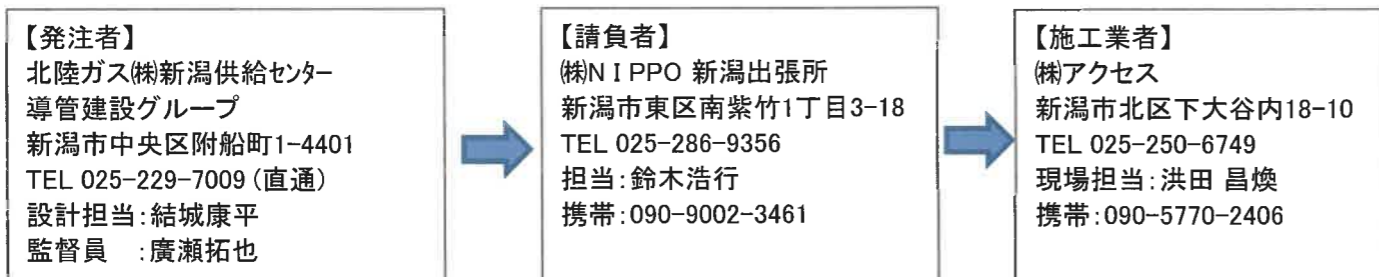 【発注者】
北陸ガス㈱新潟供給センター
導管建設グループ
新潟市中央区附船町1-4401
TEL 025-229-7009 (直通)
設計担当:結城康平
監督員　:廣瀬拓也
【請負者】
㈱NIPPO 新潟出張所
新潟市東区南紫竹1丁目3-18
TEL 025-286-9356
担当:鈴木浩行
携帯:090-9002-3461
【施工業者】
㈱アクセス
新潟市北区下大谷内18-10
TEL 025-250-6749
現場担当:洪田 昌煥
携帯:090-5770-2406